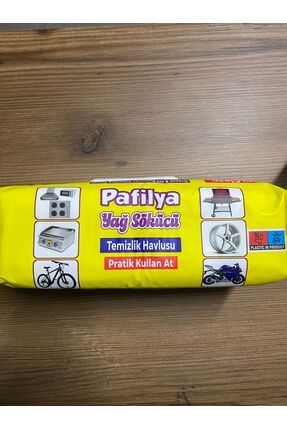 Pafilya
Yağ Sökücü
Temizlik Havlusu
Pratik Kullan At
PLASTIC IN PRODUCT